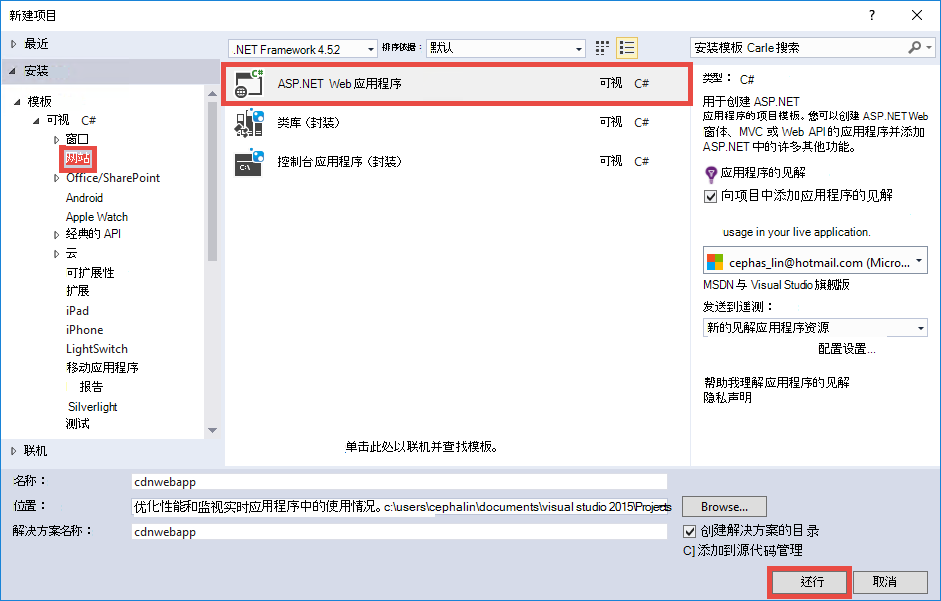 新建项目
?
最近
.NET Framework 4.5.2
排序依据：
默认
安装模板 Carle 搜索
安装
模板
可视 C#
窗口
网站
Office/SharePoint
Android
Apple Watch
经典的 API
云
可扩展性
扩展
iPad
iPhone
LightSwitch
移动应用程序
报告
Silverlight
测试
联机
ASP.NET Web 应用程序 可视 C#
类库 (封装) 可视 C#
控制台应用程序 (封装) 可视 C#
单击此处以联机并查找模板。
类型： C#
用于创建 ASP.NET
应用程序的项目模板。您可以创建 ASP.NET Web
窗体、MVC 或 Web API 的应用程序并添加
ASP.NET 中的许多其他功能。
应用程序的见解
向项目中添加应用程序的见解
usage in your live application.
cephas_lin@hotmail.com (Micro...
MSDN 与 Visual Studio 旗舰版
发送到遥测：
新的见解应用程序资源
配置设置...
帮助我理解应用程序的见解
隐私声明
名称：
cdnwebapp
位置：
优化性能和监视实时应用程序中的使用情况。c:\users\cephalin\documents\visual studio 2015\Projects
Browse...
解决方案名称：
cdnwebapp
创建解决方案的目录
C]添加到源代码管理
还行
取消